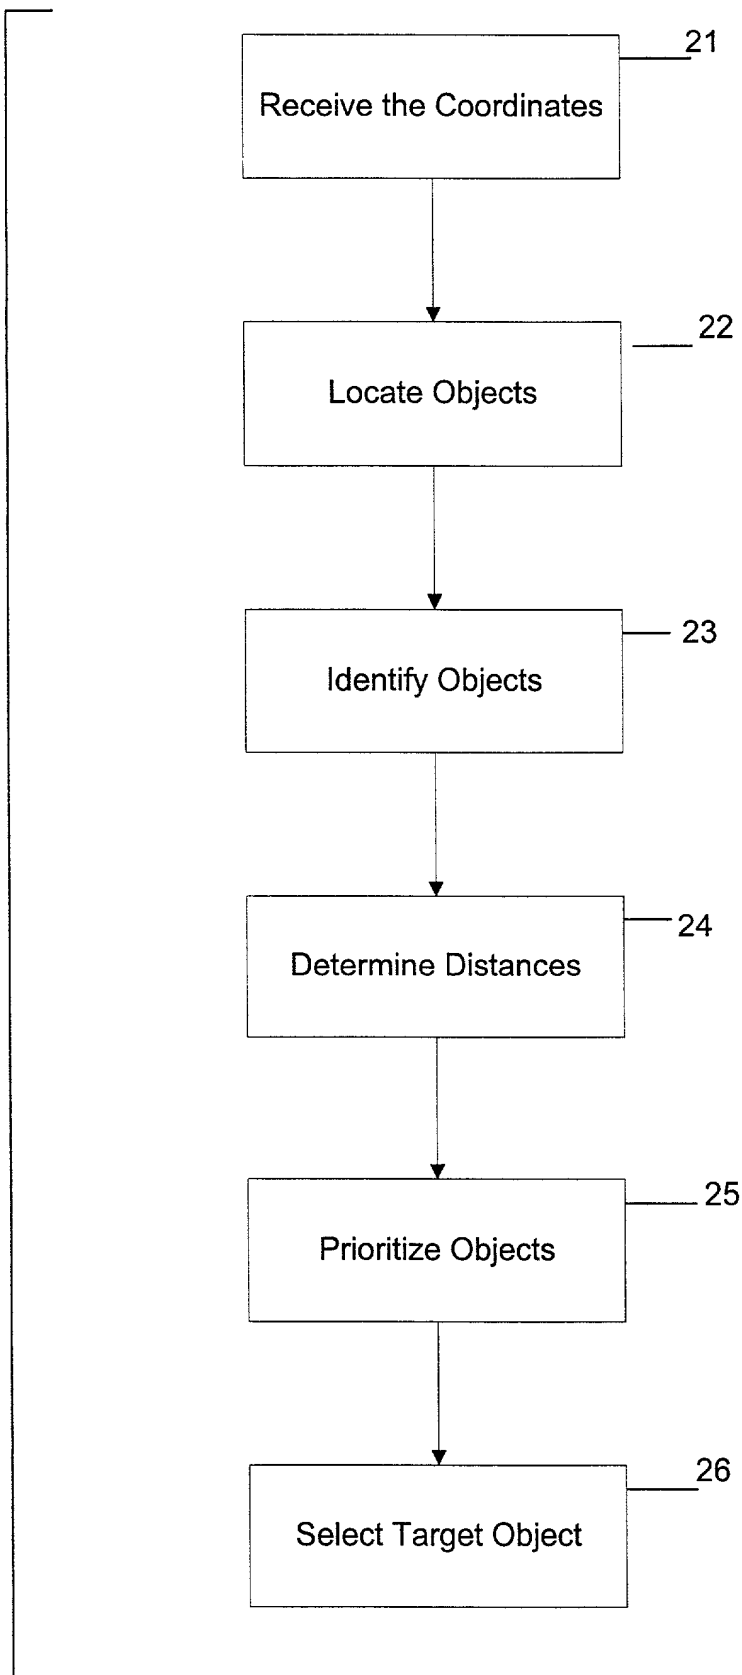 21
Receive the Coordinates
22
Locate Objects
23
Identify Objects
24
Determine Distances
25
Prioritize Objects
26
Select Target Object